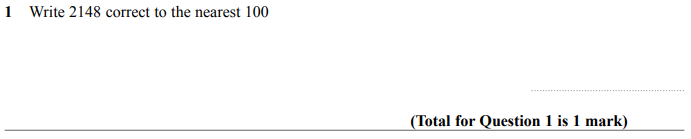 1 Write 2148 correct to the nearest 100
(Total for Question 1 is 1 mark)